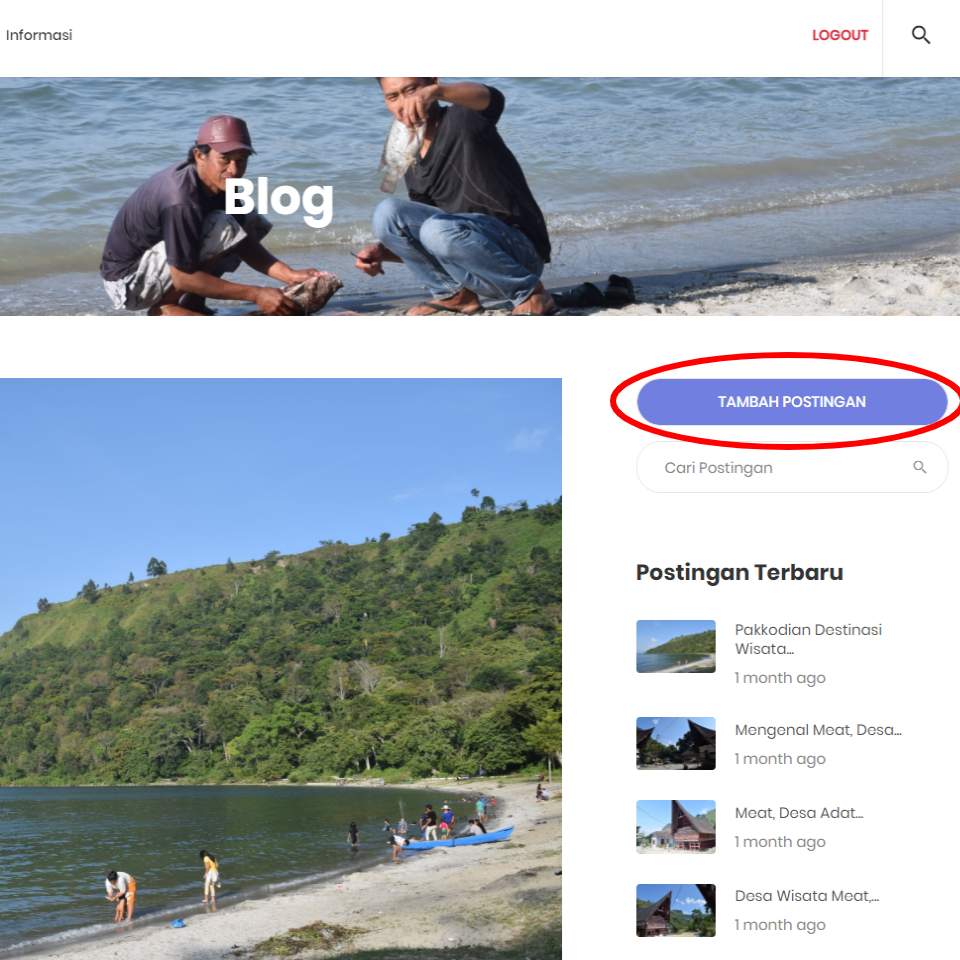 Informasi
LOGOUT
Blog
TAMBAH POSTINGAN
Cari Postingan
Postingan Terbaru
Pakkodian Destinasi
Wisata...
1 month ago
Mengenal Meat, Desa...
1 month ago
Meat, Desa Adat...
1 month ago
Desa Wisata Meat,...
1 month ago